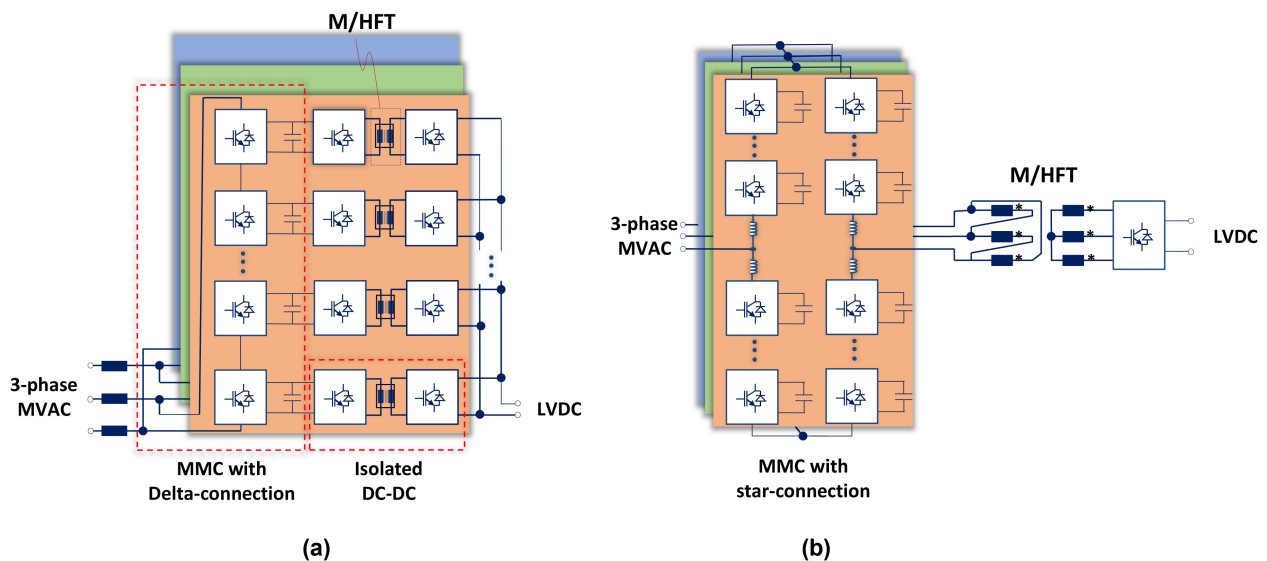 M/HFT
3-phase
MVAC
LVDC
MMC with
Delta-connection
Isolated
DC-DC
(a)
3-phase
MVAC
M/HFT
*
*
*
*
*
*
LVDC
MMC with
star-connection
(b)